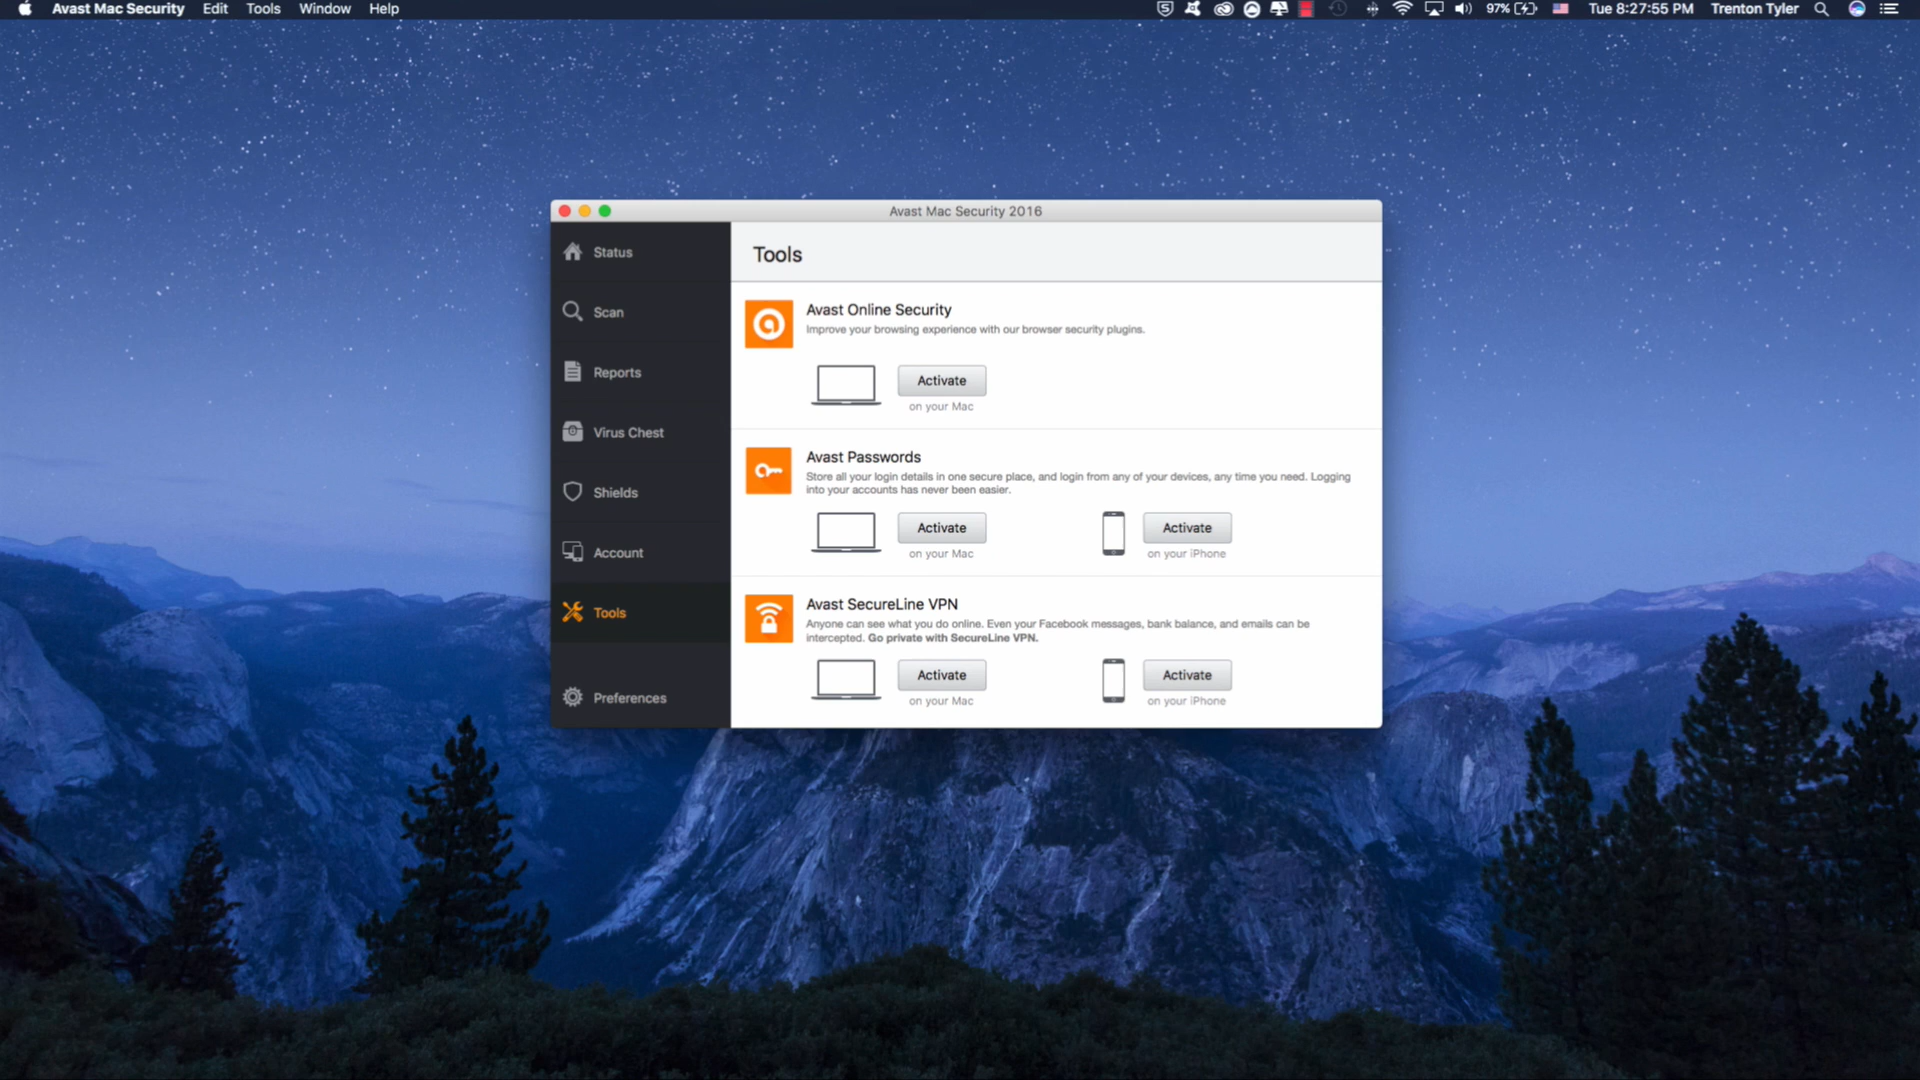 Avast Mac Security Edit Tools Window Help 97% Tue 8:27:55 PM Trenton Tyler
Avast Mac Security 2016
Status
Scan
Reports
Virus Chest
Shields
Account
Tools
Preferences
Tools
Avast Online Security
Improve your browsing experience with our browser security plugins.
Activate
on your Mac
Avast Passwords
Store all your login details in one secure place, and login from any of your devices, any time you need. Logging
into your accounts has never been easier.
Activate Activate
on your Mac on your iPhone
Avast SecureLine VPN
Anyone can see what you do online. Even your Facebook messages, bank balance, and emails can be
intercepted. Go private with SecureLine VPN.
Activate Activate
on your Mac on your iPhone